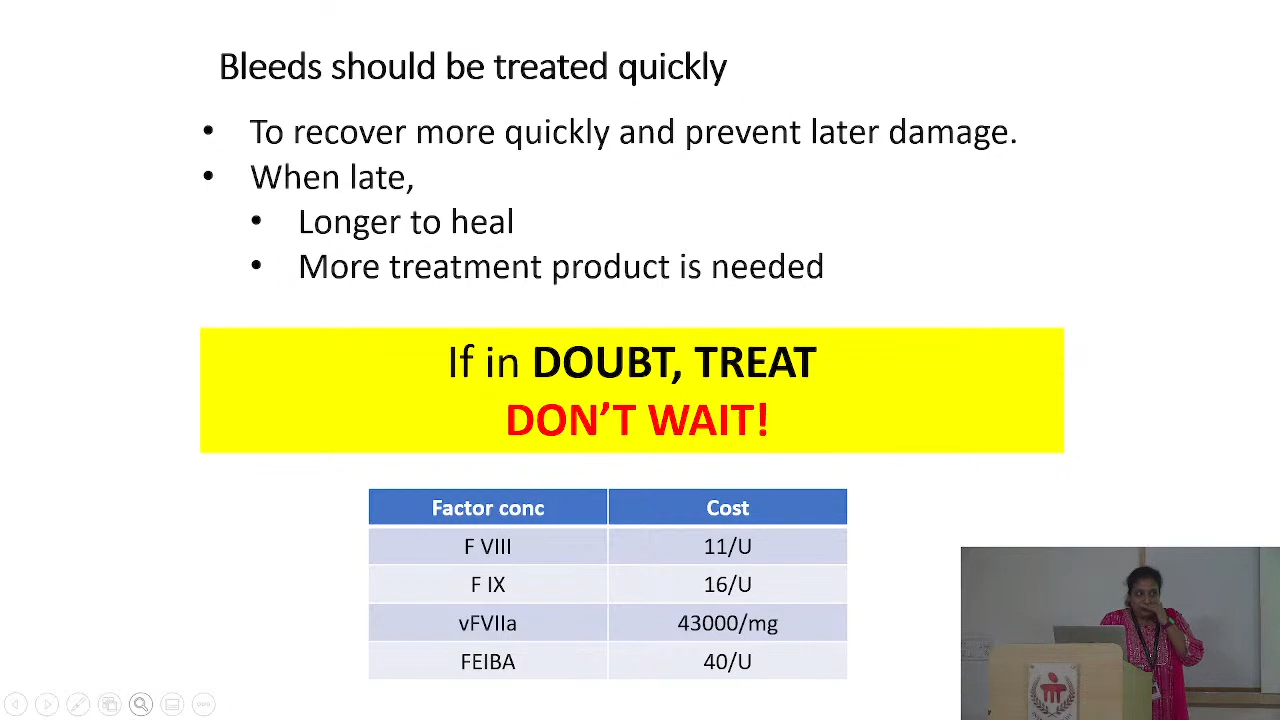 Bleeds should be treated quickly
• To recover more quickly and prevent later damage.
• When late,
• Longer to heal
• More treatment product is needed
If in DOUBT, TREAT
DON'T WAIT!
Factor conc Cost
F VIII 11/U
F IX 16/U
vFVIIa 43000/mg
FEIBA 40/U